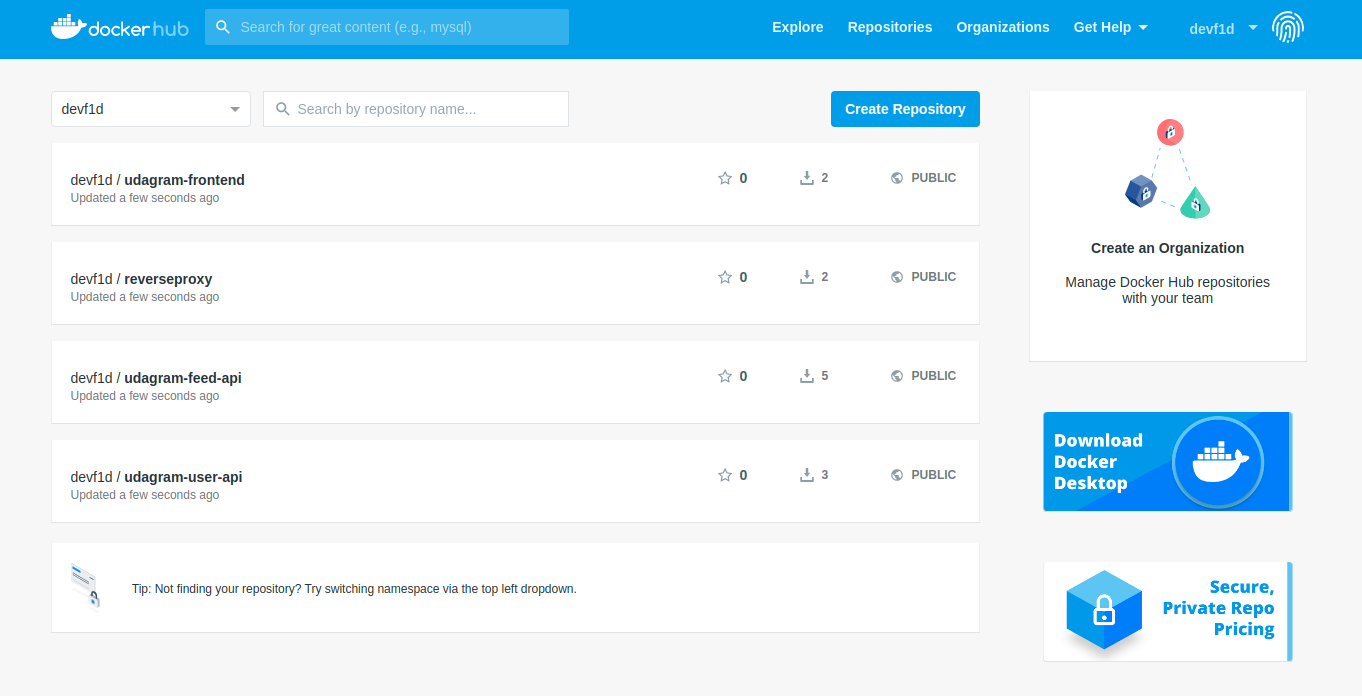 docker hub
Search for great content (e.g., mysql)
Explore
Repositories
Organizations
Get Help
devf1d
devf1d
Search by repository name...
Create Repository
devf1d / udagram-frontend
Updated a few seconds ago
0
2
PUBLIC
devf1d / reverseproxy
Updated a few seconds ago
0
2
PUBLIC
devf1d / udagram-feed-api
Updated a few seconds ago
0
5
PUBLIC
devf1d / udagram-user-api
Updated a few seconds ago
0
3
PUBLIC
Tip: Not finding your repository? Try switching namespace via the top left dropdown.
Create an Organization
Manage Docker Hub repositories
with your team
Download
Docker
Desktop
Secure,
Private Repo
Pricing